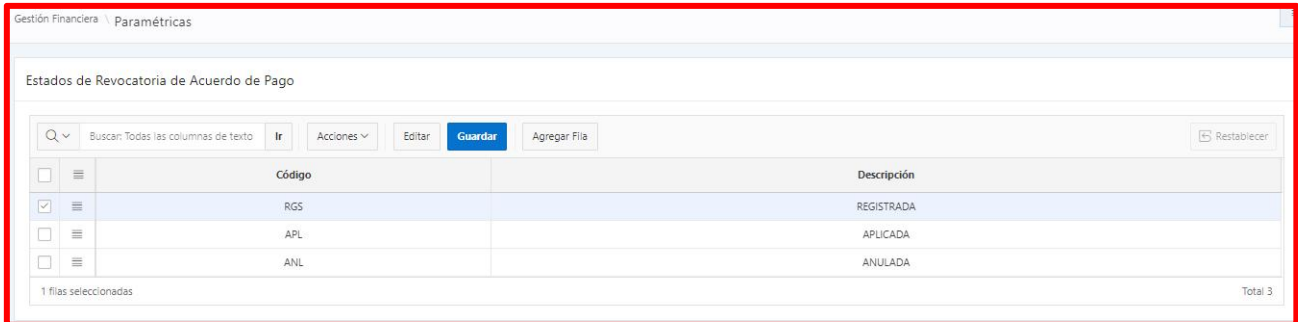 Gestión Financiera \ Paramétricas
Estados de Revocatoria de Acuerdo de Pago
Buscar: Todas las columnas de texto Ir Acciones Editar Guardar Agregar Fila Restablecer
Código Descripción
RGS REGISTRADA
APL APLICADA
ANL ANULADA
1 filas seleccionadas Total 3